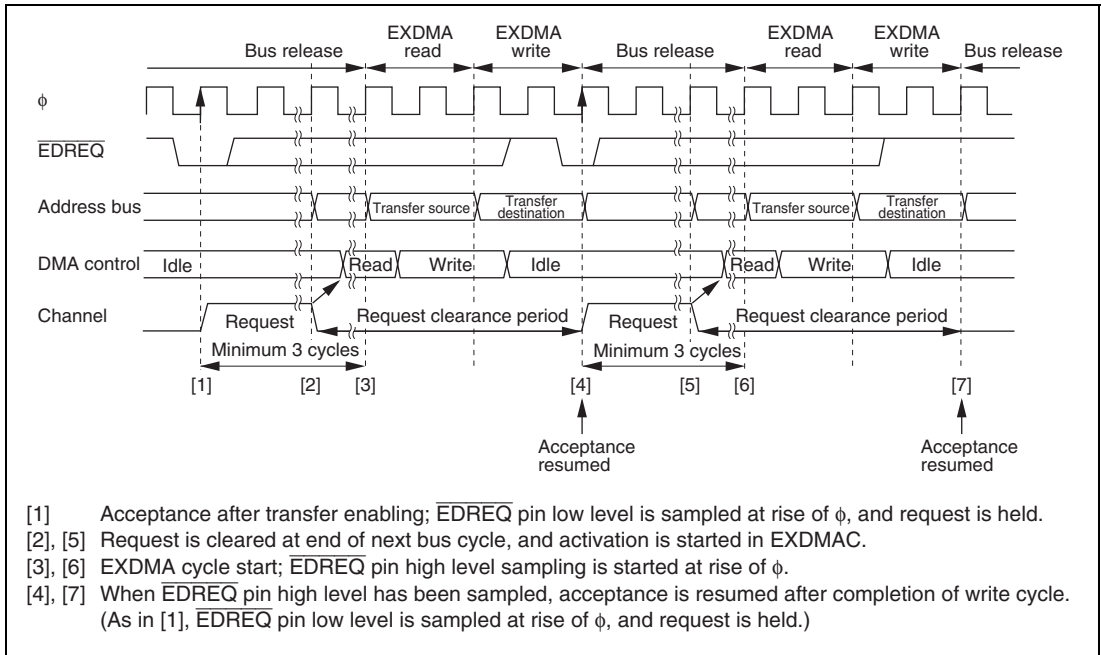 EXDMA EXDMA EXDMA EXDMA
Bus release read write Bus release read write Bus release
φ
EDREQ
Address bus Transfer source Transfer destination Transfer source Transfer destination
DMA control Idle Read Write Idle Read Write Idle
Channel Request Request clearance period Request Request clearance period
Minimum 3 cycles Minimum 3 cycles
[1] [2] [3] [4] [5] [6] [7]
Acceptance resumed Acceptance resumed
[1] Acceptance after transfer enabling; EDREQ pin low level is sampled at rise of φ, and request is held.
[2], [5] Request is cleared at end of next bus cycle, and activation is started in EXDMAC.
[3], [6] EXDMA cycle start; EDREQ pin high level sampling is started at rise of φ.
[4], [7] When EDREQ pin high level has been sampled, acceptance is resumed after completion of write cycle.
(As in [1], EDREQ pin low level is sampled at rise of φ, and request is held.)